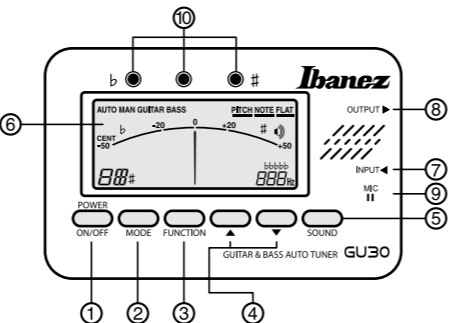 ⑩
♭ ♯
Ibanez
AUTO MAN GUITAR BASS PITCH NOTE FLAT
OUTPUT ▶ ⑧
⑥ ♭ -20 0 +20 ♯
CENT
-50 +50
INPUT ◀ ⑦
♯ ♭♭♭♭♭
Hz
MIC ⑨
POWER
ON/OFF MODE FUNCTION ▲ ▼ SOUND ⑤
GUITAR & BASS AUTO TUNER GU30
① ② ③ ④